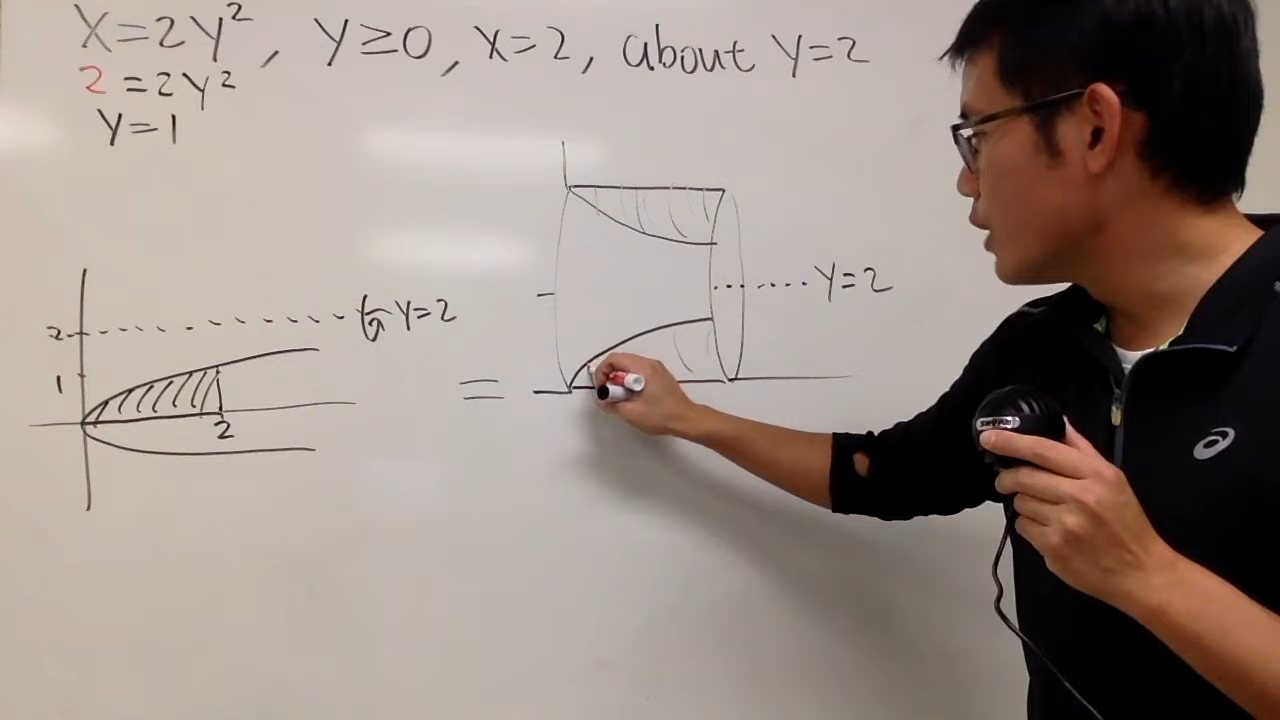 X=2Y², Y≥0, X=2, about Y=2
2=2Y²
Y=1
Y=2
Y=2
2
1
2
=